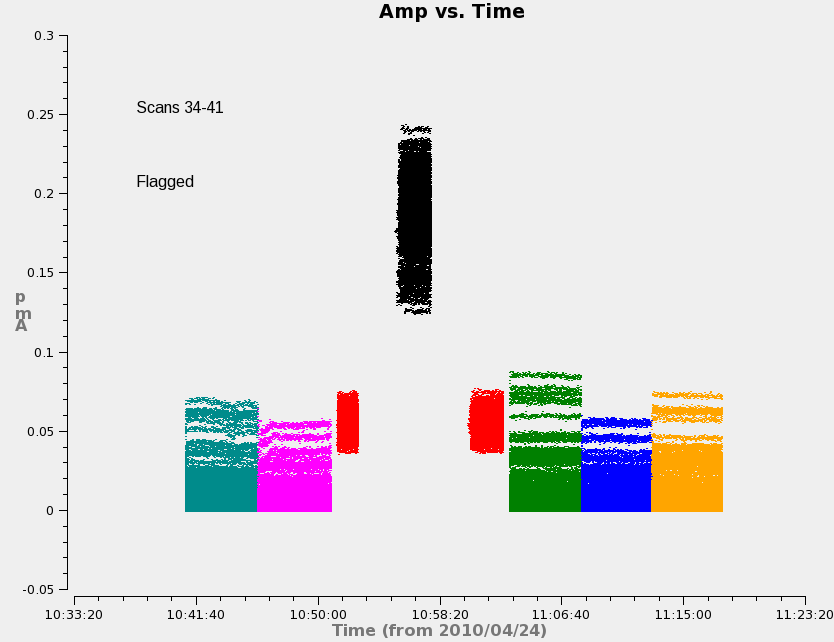 Amp vs. Time
0.3
Scans 34-41
0.25
Flagged
0.2
0.15
p
m
A
0.1
0.05
0
-0.05
10:33:20 10:41:40 10:50:00 10:58:20 11:06:40 11:15:00 11:23:20
Time (from 2010/04/24)